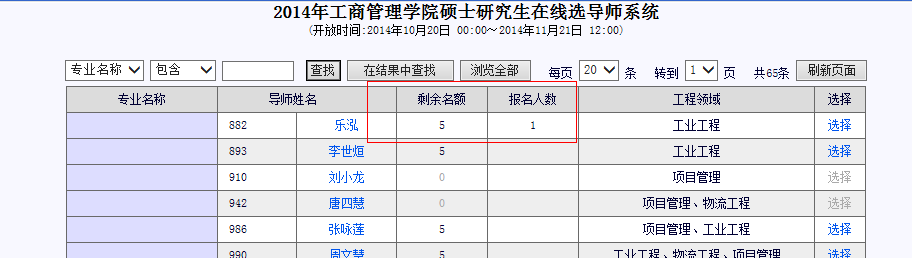 2014年工商管理学院硕士研究生在线选导师系统
(开放时间:2014年10月20日 00:00～2014年11月21日 12:00)
专业名称 包含 查找 在结果中查找 浏览全部 每页 20 条 转到 1 页 共65条 刷新页面
专业名称 导师姓名 剩余名额 报名人数 工程领域 选择
882 乐泓 5 1 工业工程 选择
893 李世烜 5 工业工程 选择
910 刘小龙 0 项目管理 选择
942 唐四慧 0 项目管理、物流工程 选择
986 张咏莲 5 项目管理、工业工程 选择
990 周文慧 5 工业工程、物流工程、项目管理 选择